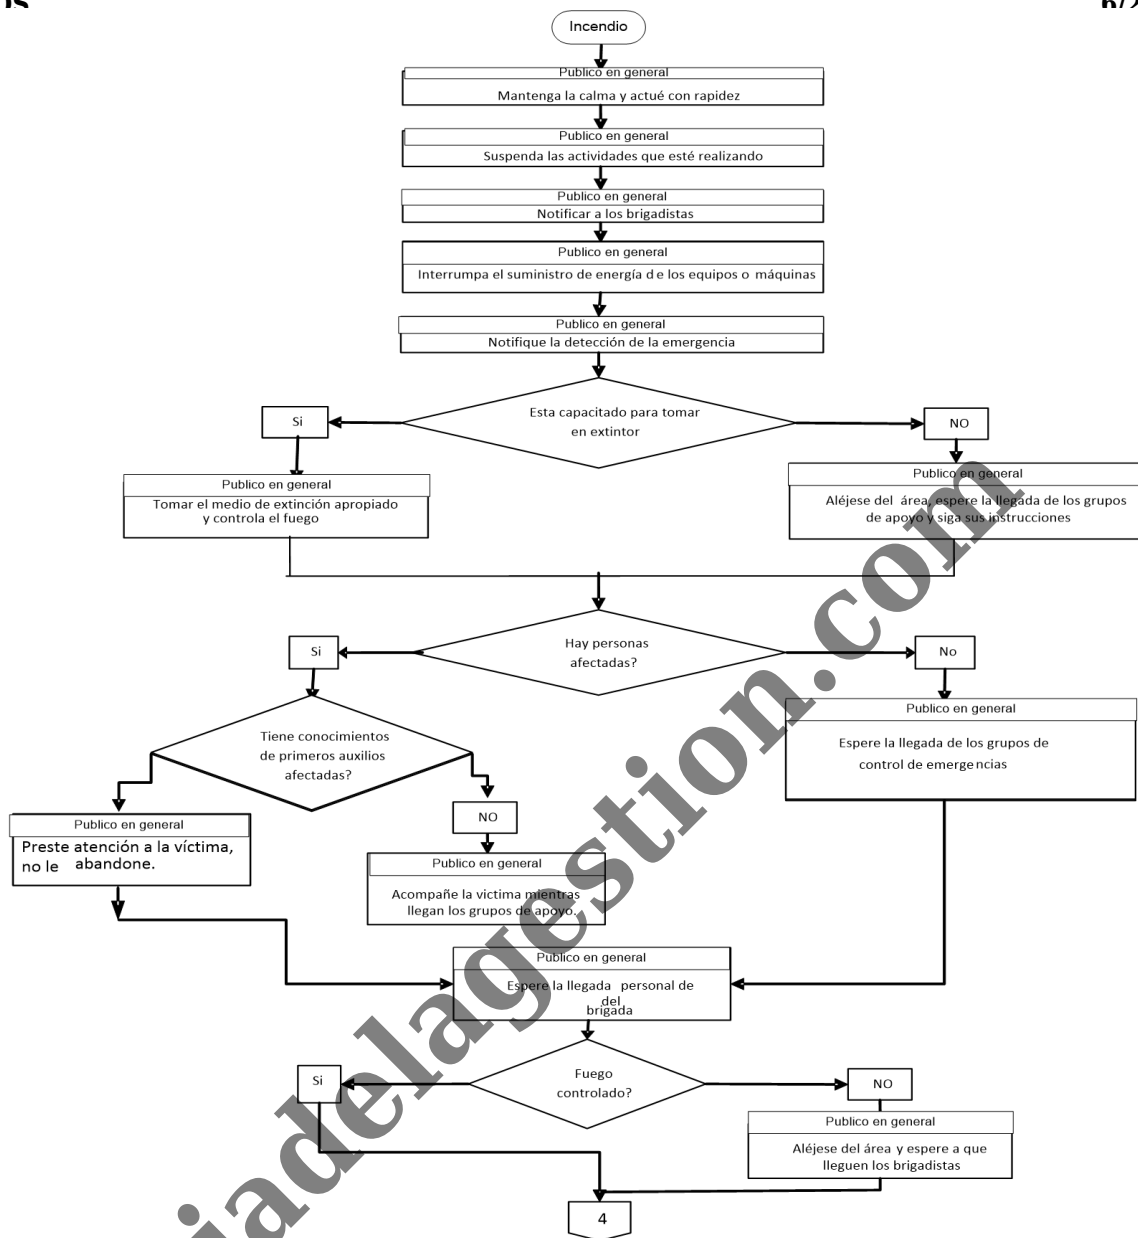 Incendio
Publico en general
Mantenga la calma y actué con rapidez
Publico en general
Suspenda las actividades que esté realizando
Publico en general
Notificar a los brigadistas
Publico en general
Interrumpa el suministro de energía de los equipos o máquinas
Publico en general
Notifique la detección de la emergencia
Esta capacitado para tomar
en extintor
Si
NO
Publico en general
Tomar el medio de extinción apropiado
y controla el fuego
Publico en general
Aléjese del área, espere la llegada de los grupos
de apoyo y siga sus instrucciones
Hay personas
afectadas?
Si
No
Tiene conocimientos
de primeros auxilios
afectadas?
Publico en general
Espere la llegada de los grupos de
control de emergencias
NO
Publico en general
Preste atención a la víctima,
no le abandone.
Publico en general
Acompañe la victima mientras
llegan los grupos de apoyo.
Publico en general
Espere la llegada personal de
del
brigada
Fuego
controlado?
Si
NO
Publico en general
Aléjese del área y espere a que
lleguen los brigadistas
4
iadelagestion.com